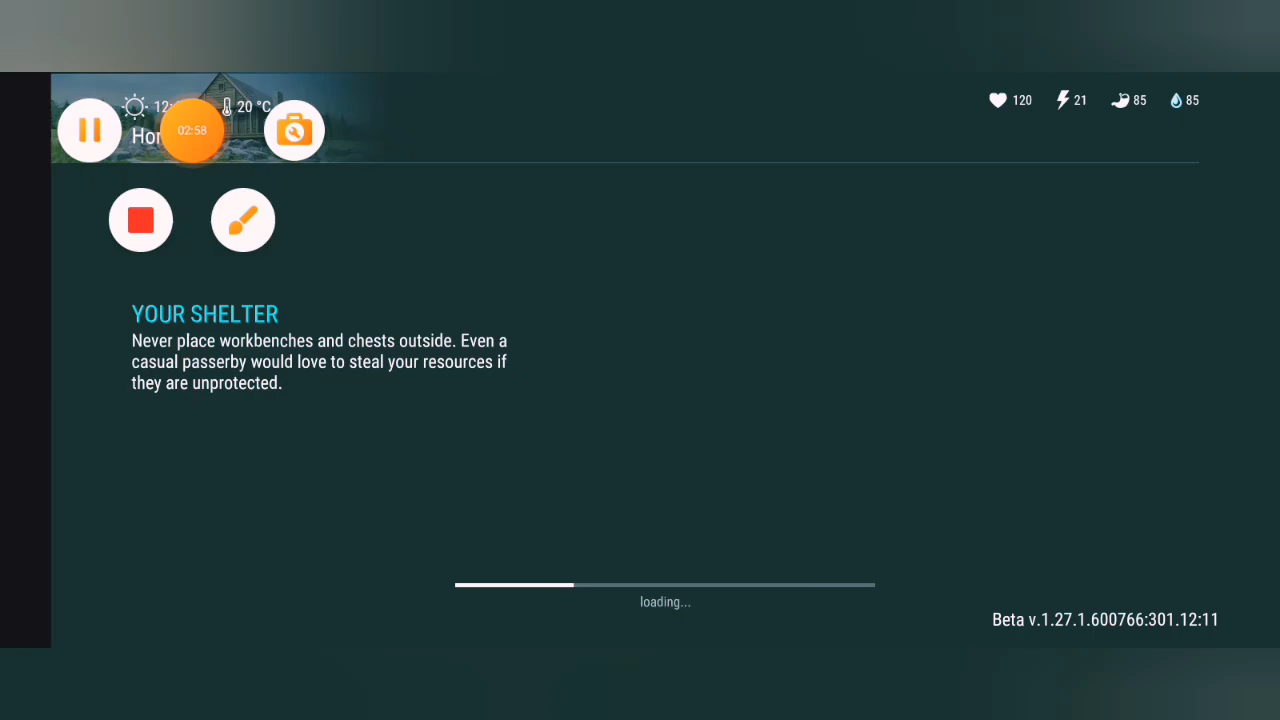 12: 20 °C
120 21 85 85
02:58
YOUR SHELTER
Never place workbenches and chests outside. Even a
casual passerby would love to steal your resources if
they are unprotected.
loading...
Beta v.1.27.1.600766:301.12:11